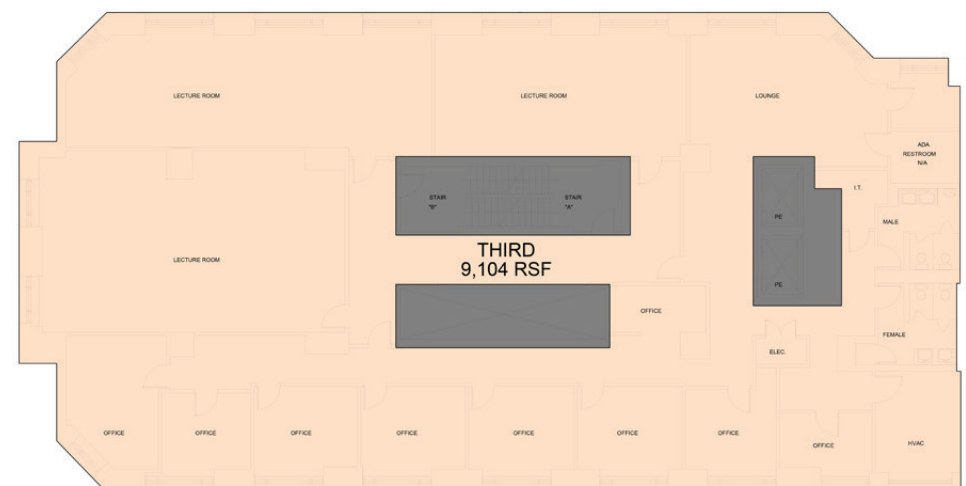 LECTURE ROOM
LECTURE ROOM
LOUNGE
ADA
RESTROOM
N/A
STAIR
"B"
STAIR
"A"
I.T.
PE
MALE
THIRD
9,104 RSF
LECTURE ROOM
PE
OFFICE
FEMALE
ELEC.
OFFICE
OFFICE
OFFICE
OFFICE
OFFICE
OFFICE
OFFICE
OFFICE
HVAC